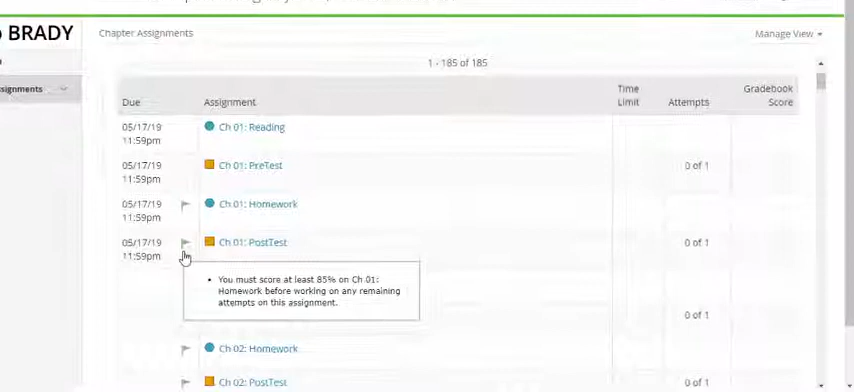 BRADY
Chapter Assignments
Manage View
1 - 185 of 185
Due
Assignment
Time Limit
Attempts
Gradebook Score
05/17/19 11:59pm
Ch 01: Reading
05/17/19 11:59pm
Ch 01: PreTest
0 of 1
05/17/19 11:59pm
Ch 01: Homework
05/17/19 11:59pm
Ch 01: PostTest
0 of 1
• You must score at least 85% on Ch 01:
Homework before working on any remaining
attempts on this assignment.
0 of 1
Ch 02: Homework
Ch 02: PostTest
0 of 1